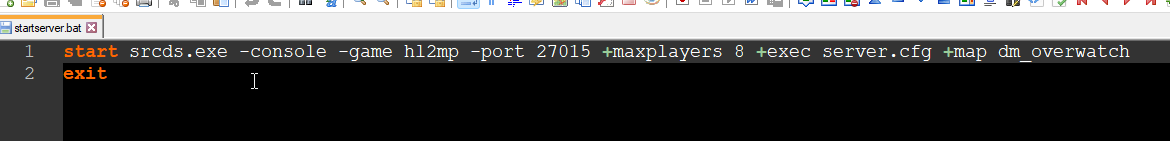 startserver.bat
1 start srcds.exe -console -game hl2mp -port 27015 +maxplayers 8 +exec server.cfg +map dm_overwatch
2 exit